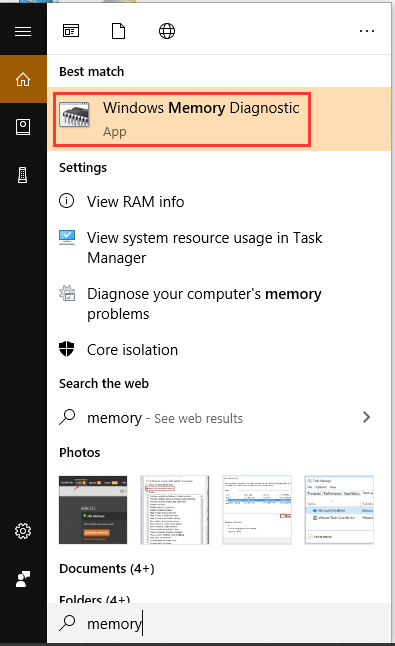 Best match
Windows Memory Diagnostic
App
Settings
View RAM info
View system resource usage in Task
Manager
Diagnose your computer's memory
problems
Core isolation
Search the web
memory - See web results
Photos
Documents (4+)
Folders (4+)
memory